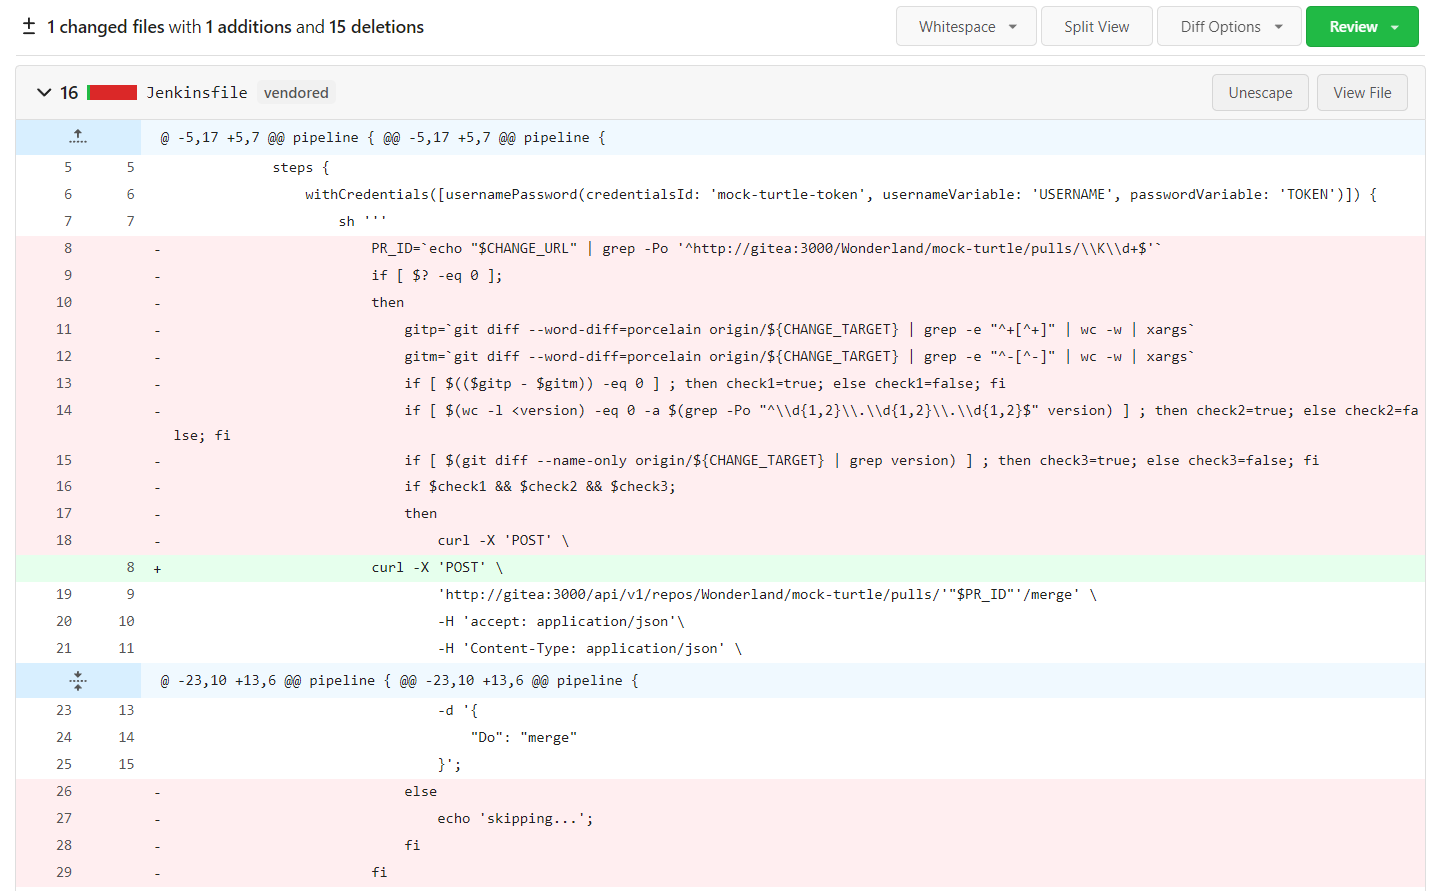 1 changed files with 1 additions and 15 deletions
Whitespace
Split View
Diff Options
Review
16 Jenkinsfile vendored
Unescape
View File
@ -5,17 +5,7 @@ pipeline { @@ -5,17 +5,7 @@ pipeline {
5 5 steps {
6 6 withCredentials([usernamePassword(credentialsId: 'mock-turtle-token', usernameVariable: 'USERNAME', passwordVariable: 'TOKEN')]) {
7 7 sh '''
8 - PR_ID=`echo "$CHANGE_URL" | grep -Po '^http://gitea:3000/Wonderland/mock-turtle/pulls/\\K\\d+$'`
9 - if [ $? -eq 0 ];
10 - then
11 - gitp=`git diff --word-diff=porcelain origin/${CHANGE_TARGET} | grep -e "^+[^+]" | wc -w | xargs`
12 - gitm=`git diff --word-diff=porcelain origin/${CHANGE_TARGET} | grep -e "^-[^-]" | wc -w | xargs`
13 - if [ $(($gitp - $gitm)) -eq 0 ] ; then check1=true; else check1=false; fi
14 - if [ $(wc -l <version) -eq 0 -a $(grep -Po "^\\d{1,2}\\.\\d{1,2}\\.\\d{1,2}$" version) ] ; then check2=true; else check2=fa
lse; fi
15 - if [ $(git diff --name-only origin/${CHANGE_TARGET} | grep version) ] ; then check3=true; else check3=false; fi
16 - if $check1 && $check2 && $check3;
17 - then
18 - curl -X 'POST' \
8 + curl -X 'POST' \
19 9 'http://gitea:3000/api/v1/repos/Wonderland/mock-turtle/pulls/'"$PR_ID"'/merge' \
20 10 -H 'accept: application/json'\
21 11 -H 'Content-Type: application/json' \
@ -23,10 +13,6 @@ pipeline { @@ -23,10 +13,6 @@ pipeline {
23 13 -d '{
24 14 "Do": "merge"
25 15 }';
26 - else
27 - echo 'skipping...';
28 - fi
29 - fi